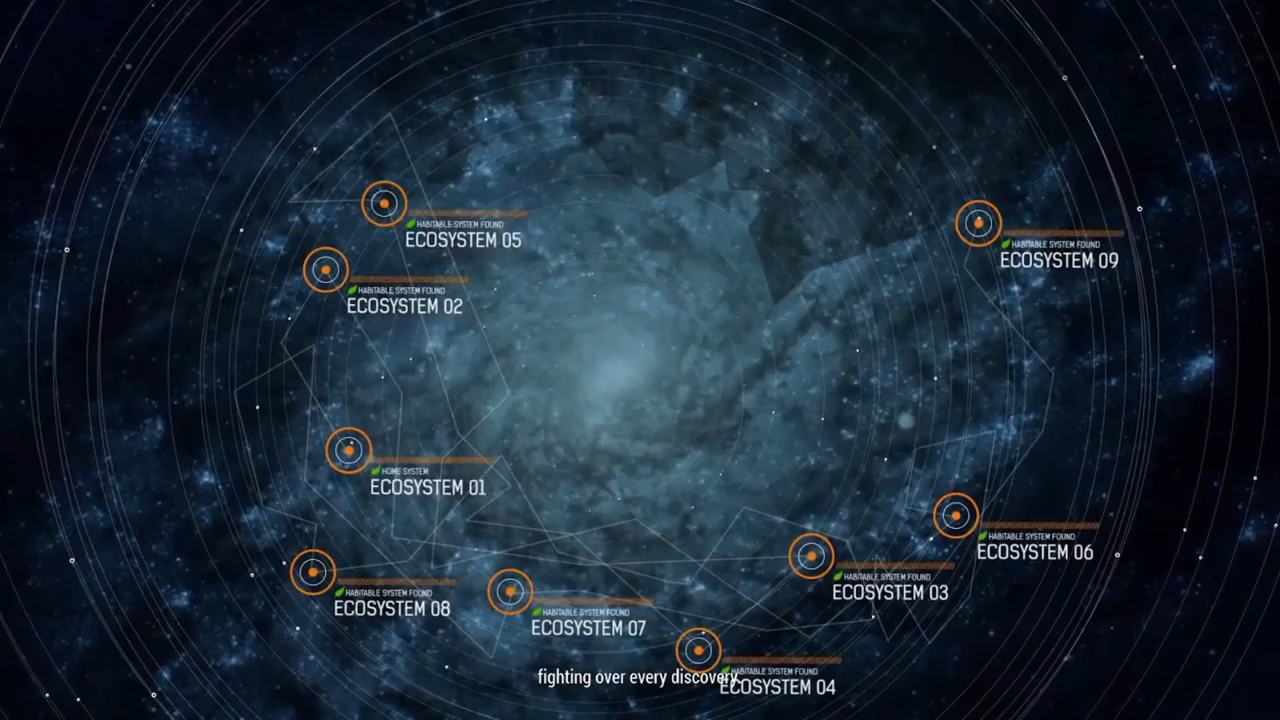 HABITABLE SYSTEM FOUND
ECOSYSTEM 05
HABITABLE SYSTEM FOUND
ECOSYSTEM 09
HABITABLE SYSTEM FOUND
ECOSYSTEM 02
HOME SYSTEM
ECOSYSTEM 01
HABITABLE SYSTEM FOUND
ECOSYSTEM 06
HABITABLE SYSTEM FOUND
ECOSYSTEM 03
HABITABLE SYSTEM FOUND
ECOSYSTEM 08
HABITABLE SYSTEM FOUND
ECOSYSTEM 07
HABITABLE SYSTEM FOUND
ECOSYSTEM 04
fighting over every discovery.